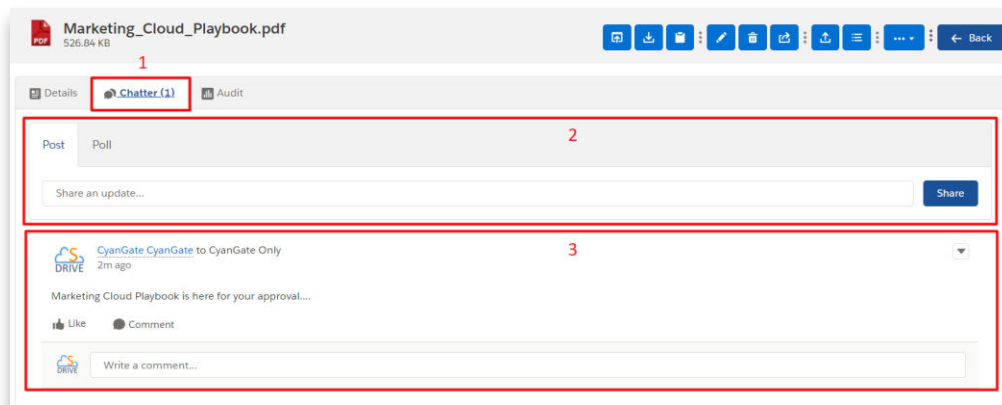 Marketing_Cloud_Playbook.pdf
PDF
526.84 KB
Back
1
Details
Chatter (1)
Audit
2
Post
Poll
Share an update...
Share
3
S
DRIVE
CyanGate CyanGate to CyanGate Only
2m ago
Marketing Cloud Playbook is here for your approval....
Like
Comment
S
DRIVE
Write a comment...